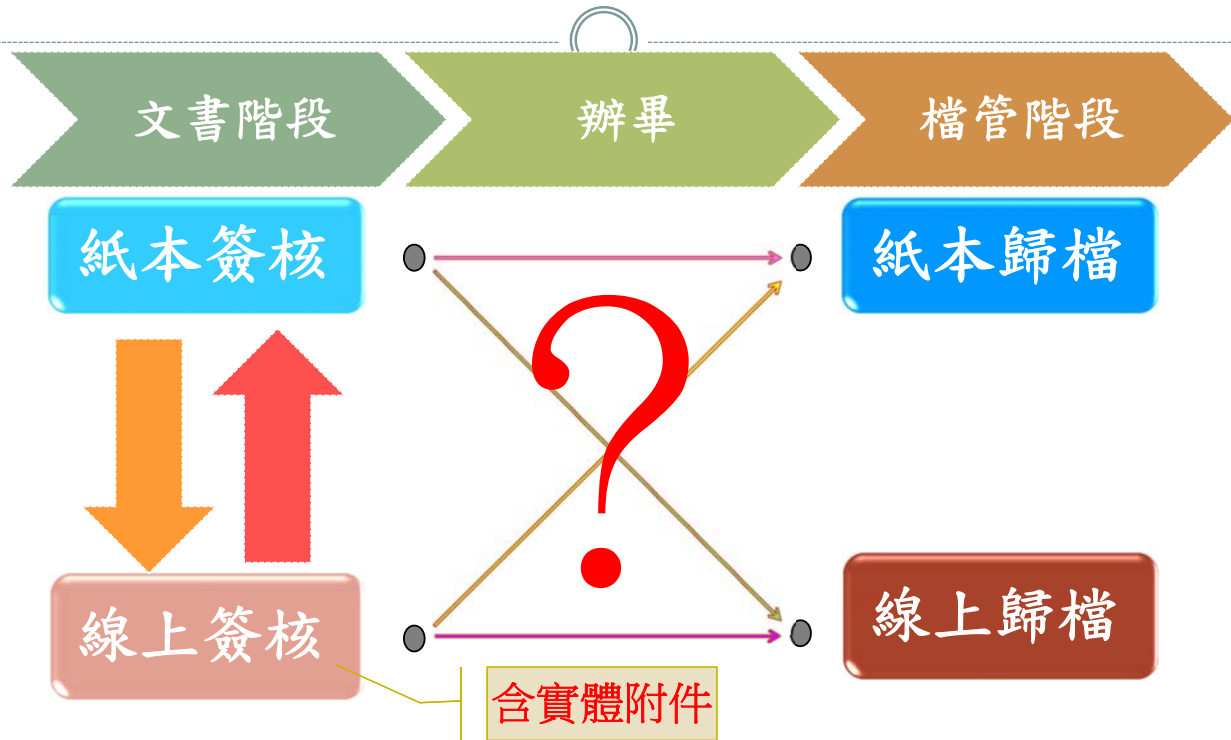 文書階段
辦畢
檔管階段
紙本簽核
紙本歸檔
?
線上簽核
線上歸檔
含實體附件